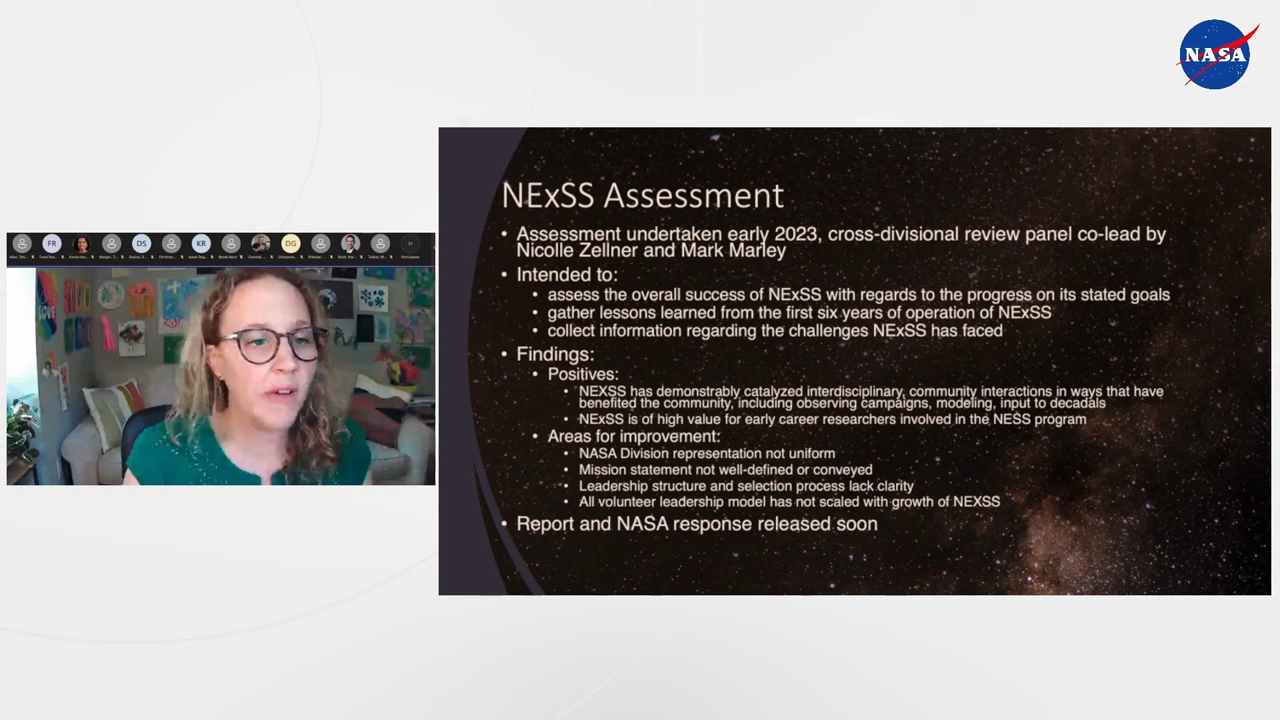 NASA
FR
DS
KR
DG
LOVE
NExSS Assessment
• Assessment undertaken early 2023, cross-divisional review panel co-lead by
Nicolle Zellner and Mark Marley
• Intended to:
• assess the overall success of NExSS with regards to the progress on its stated goals
• gather lessons learned from the first six years of operation of NExSS
• collect information regarding the challenges NExSS has faced
• Findings:
• Positives:
• NEXSS has demonstrably catalyzed interdisciplinary, community interactions in ways that have
benefited the community, including observing campaigns, modeling, input to decadals
• NExSS is of high value for early career researchers involved in the NESS program
• Areas for improvement:
• NASA Division representation not uniform
• Mission statement not well-defined or conveyed
• Leadership structure and selection process lack clarity
• All volunteer leadership model has not scaled with growth of NEXSS
• Report and NASA response released soon